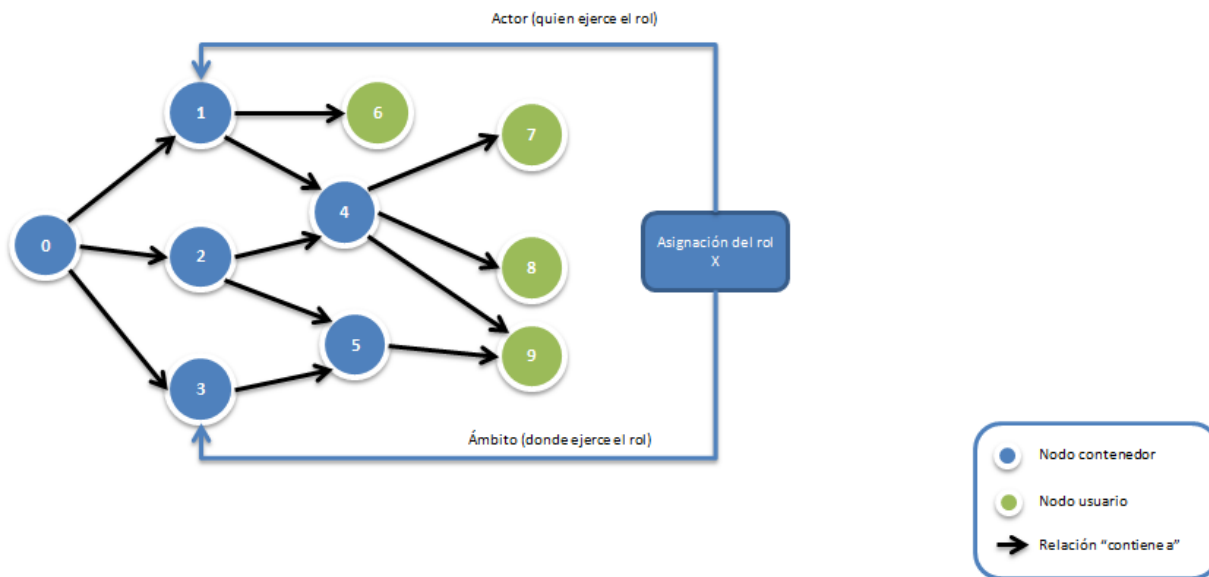 Actor (quien ejerce el rol)
1
6
7
4
0
2
8
Asignación del rol
X
5
9
3
Ámbito (donde ejerce el rol)
Nodo contenedor
Nodo usuario
Relación “contiene a”